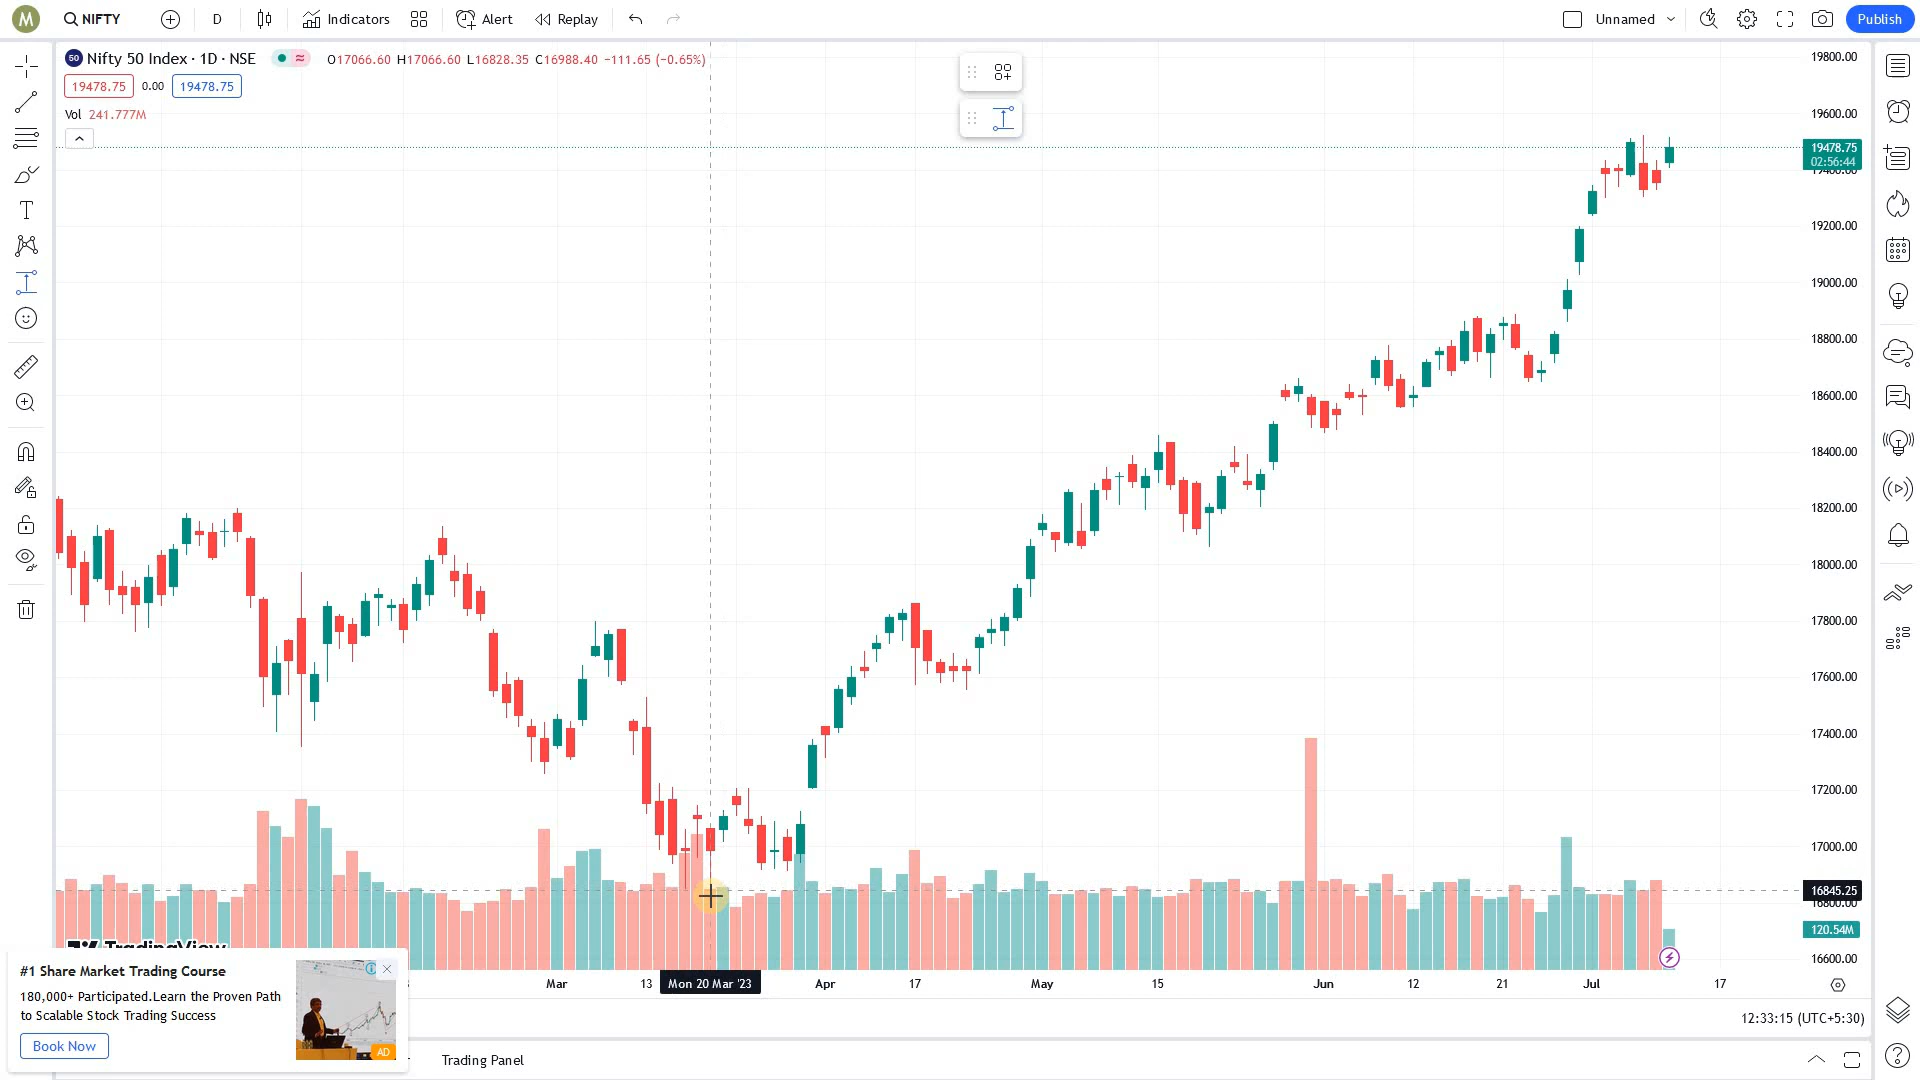 M
NIFTY
D
Indicators
Alert
Replay
Unnamed
Publish
50
Nifty 50 Index · 1D · NSE
O17066.60 H17066.60 L16828.35 C16988.40 −111.65 (−0.65%)
19478.75
0.00
19478.75
Vol 241.777M
19800.00
19600.00
19478.75
02:56:44
19400.00
19200.00
19000.00
18800.00
18600.00
18400.00
18200.00
18000.00
17800.00
17600.00
17400.00
17200.00
17000.00
16845.25
16800.00
120.54M
16600.00
TradingView
Mar
13
Mon 20 Mar '23
Apr
17
May
15
Jun
12
21
Jul
17
#1 Share Market Trading Course
180,000+ Participated.Learn the Proven Path
to Scalable Stock Trading Success
Book Now
AD
12:33:15 (UTC+5:30)
Trading Panel